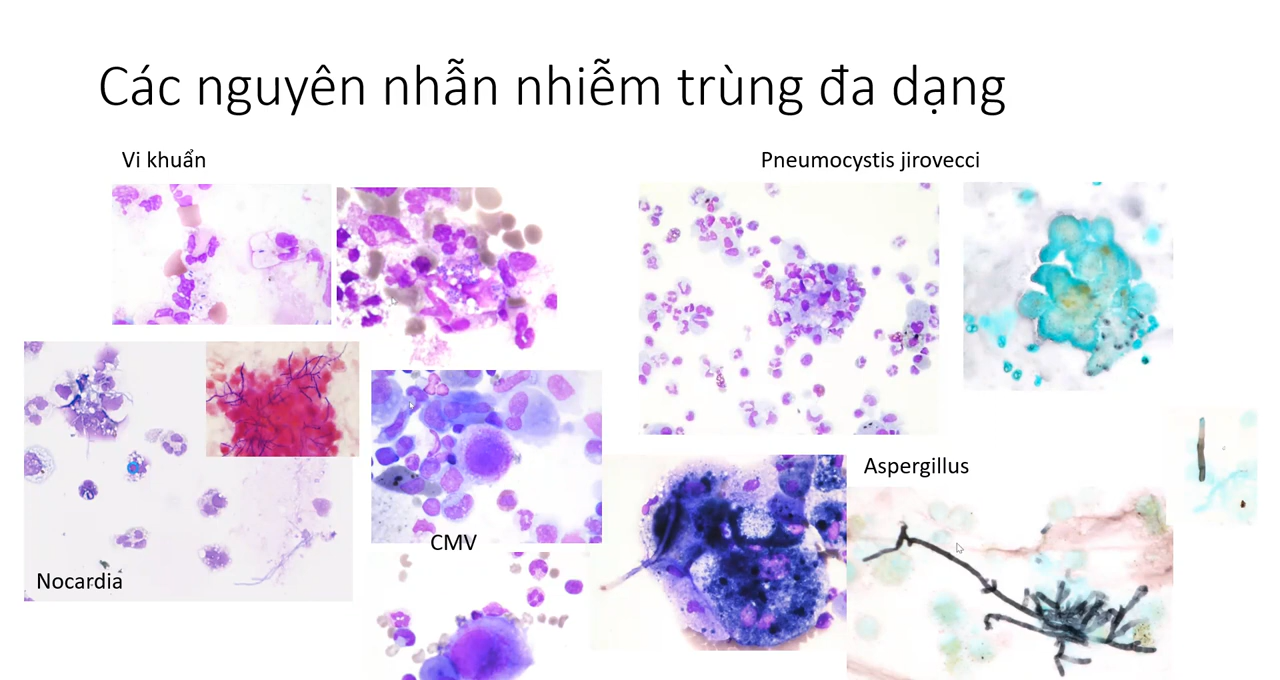 Các nguyên nhẫn nhiễm trùng đa dạng
Vi khuẩn
Pneumocystis jirovecci
Aspergillus
CMV
Nocardia